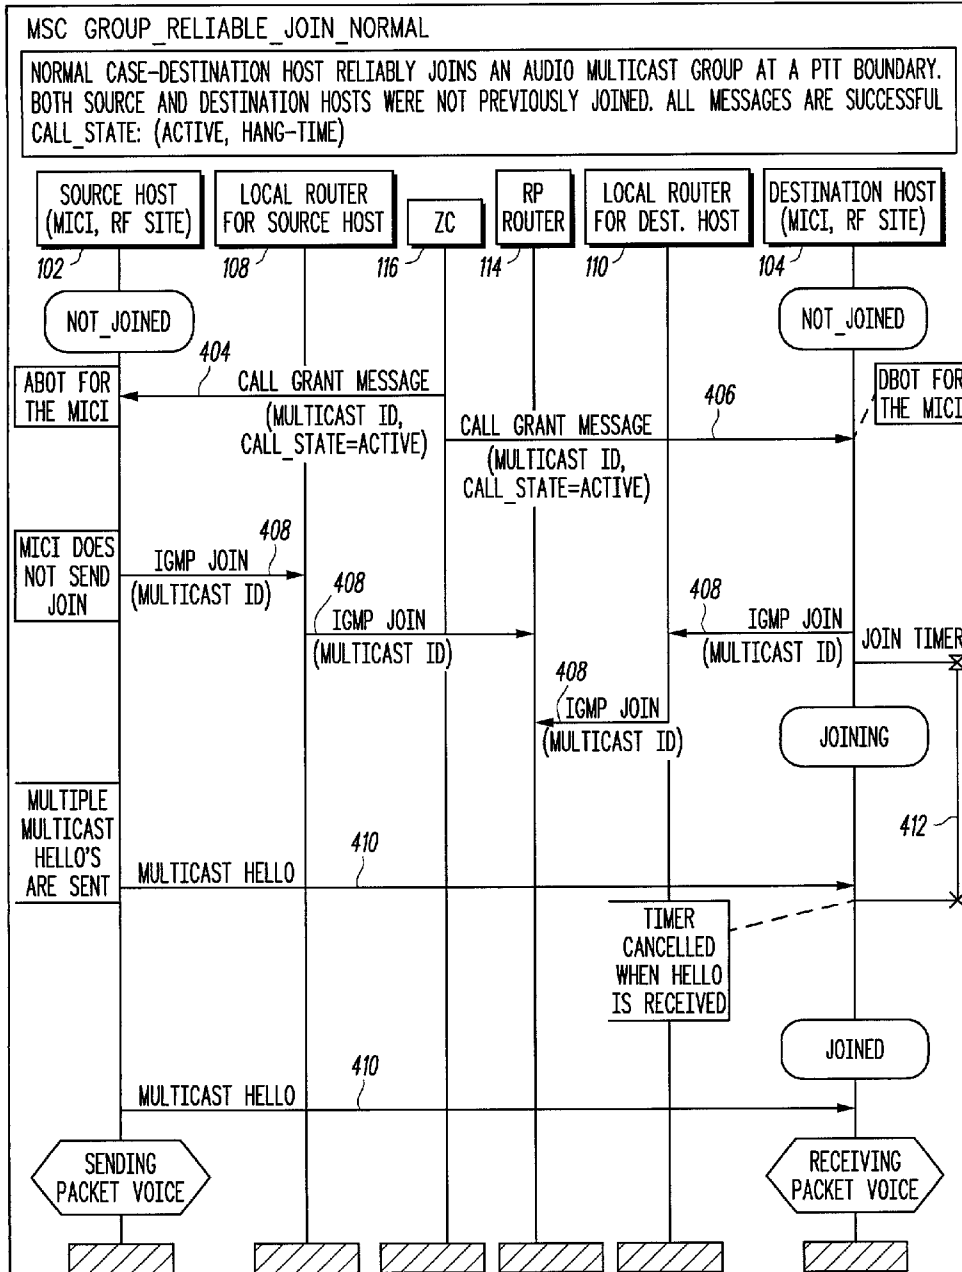 MSC GROUP_RELIABLE_JOIN_NORMAL
NORMAL CASE-DESTINATION HOST RELIABLY JOINS AN AUDIO MULTICAST GROUP AT A PTT BOUNDARY.
BOTH SOURCE AND DESTINATION HOSTS WERE NOT PREVIOUSLY JOINED. ALL MESSAGES ARE SUCCESSFUL
CALL_STATE: (ACTIVE, HANG-TIME)
SOURCE HOST
(MICI, RF SITE)
102
LOCAL ROUTER
FOR SOURCE HOST
108
ZC
116
RP
ROUTER
114
LOCAL ROUTER
FOR DEST. HOST
110
DESTINATION HOST
(MICI, RF SITE)
104
NOT_JOINED
NOT_JOINED
ABOT FOR
THE MICI
404
CALL GRANT MESSAGE
(MULTICAST ID,
CALL_STATE=ACTIVE)
DBOT FOR
THE MICI
406
CALL GRANT MESSAGE
(MULTICAST ID,
CALL_STATE=ACTIVE)
MICI DOES
NOT SEND
JOIN
408
IGMP JOIN
(MULTICAST ID)
408
IGMP JOIN
(MULTICAST ID)
408
IGMP JOIN
(MULTICAST ID)
JOIN TIMER
408
IGMP JOIN
(MULTICAST ID)
JOINING
412
MULTIPLE
MULTICAST
HELLO'S
ARE SENT
MULTICAST HELLO
410
TIMER
CANCELLED
WHEN HELLO
IS RECEIVED
JOINED
MULTICAST HELLO
410
SENDING
PACKET VOICE
RECEIVING
PACKET VOICE